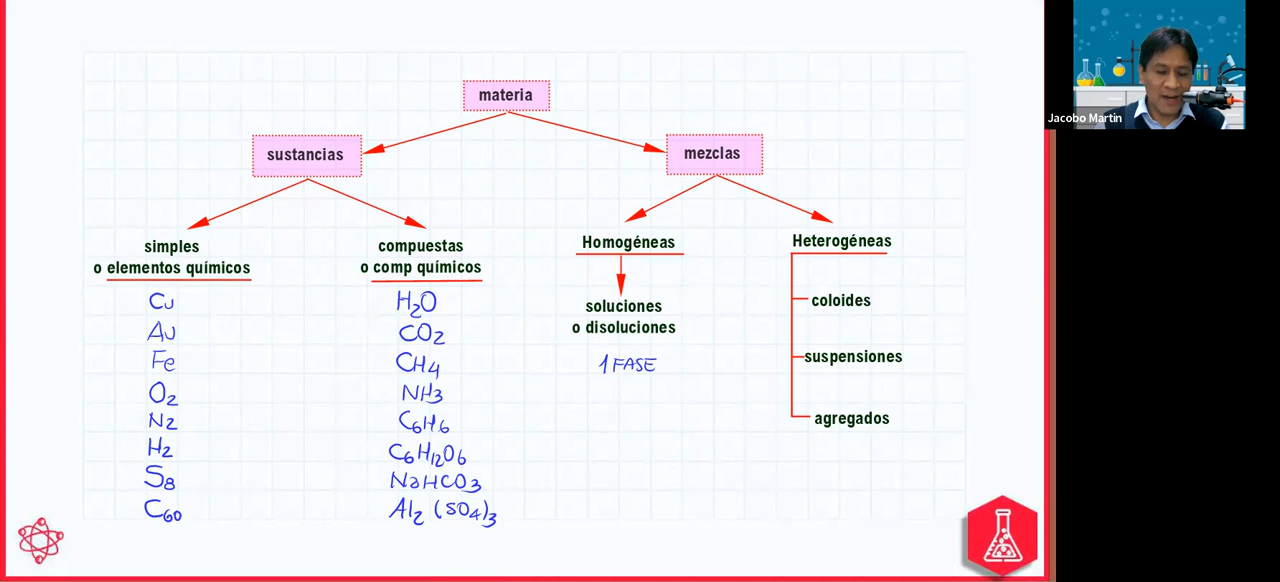 materia
sustancias
mezclas
simples
o elementos químicos
Cu
Au
Fe
O2
N2
H2
S8
C60
compuestas
o comp químicos
H2O
CO2
CH4
NH3
C6H6
C6H12O6
NaHCO3
Al2(SO4)3
Homogéneas
soluciones
o disoluciones
1 FASE
Heterogéneas
coloides
suspensiones
agregados
Jacobo Martin